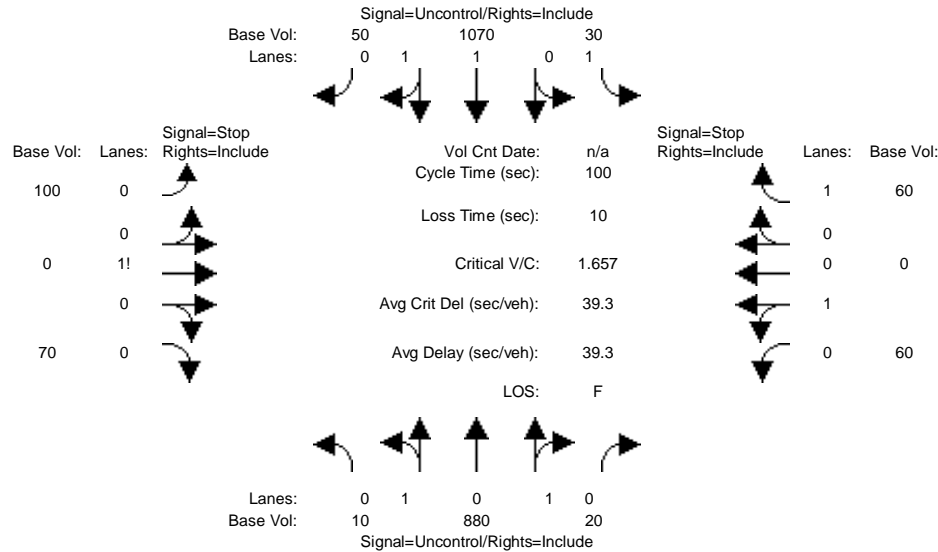 Signal=Uncontrol/Rights=Include
Base Vol: 50 1070 30
Lanes: 0 1 1 0 1
Signal=Stop
Base Vol: Lanes: Rights=Include
100 0
0
0 1!
0
70 0
Vol Cnt Date: n/a
Cycle Time (sec): 100
Loss Time (sec): 10
Critical V/C: 1.657
Avg Crit Del (sec/veh): 39.3
Avg Delay (sec/veh): 39.3
LOS: F
Signal=Stop
Rights=Include Lanes: Base Vol:
1 60
0
0 0
1
0 60
Lanes: 0 1 0 1 0
Base Vol: 10 880 20
Signal=Uncontrol/Rights=Include